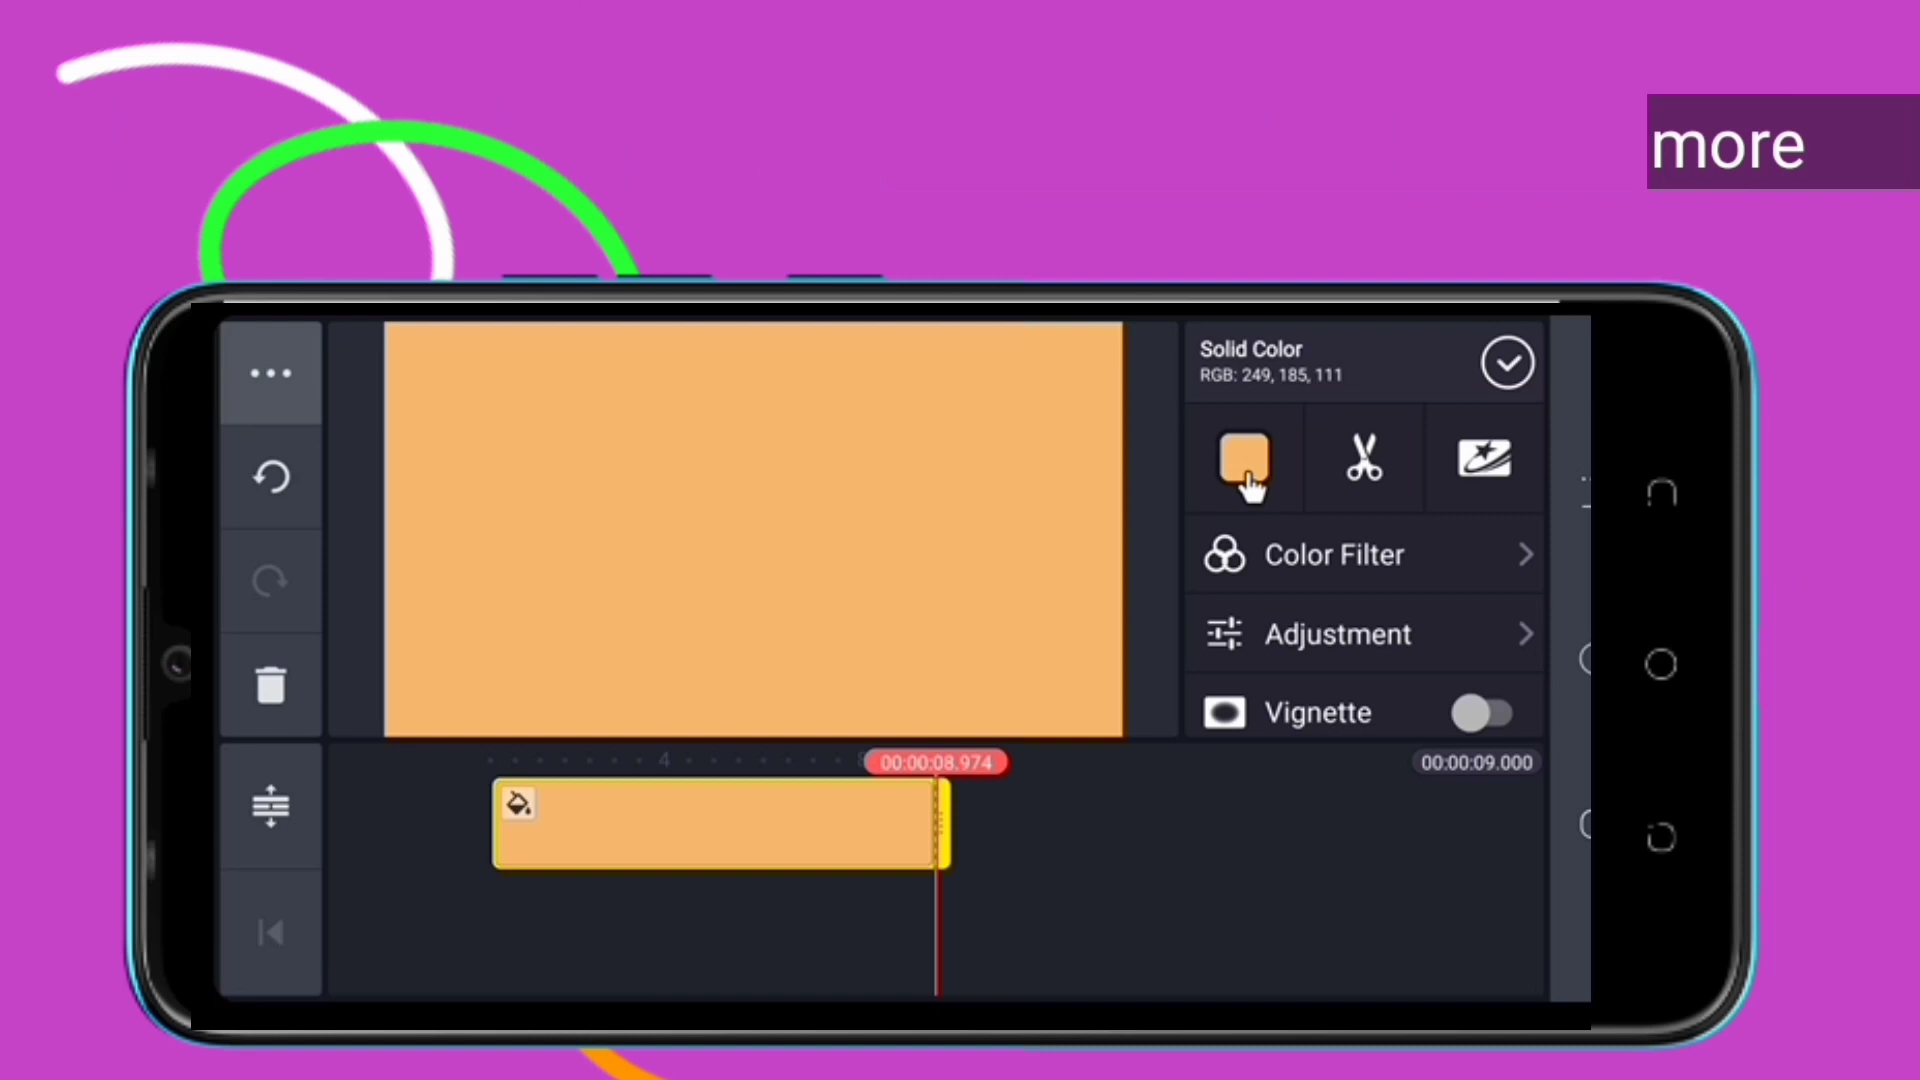 more
Solid Color
RGB: 249, 185, 111
Color Filter
Adjustment
Vignette
4
00:00:08.974
00:00:09.000